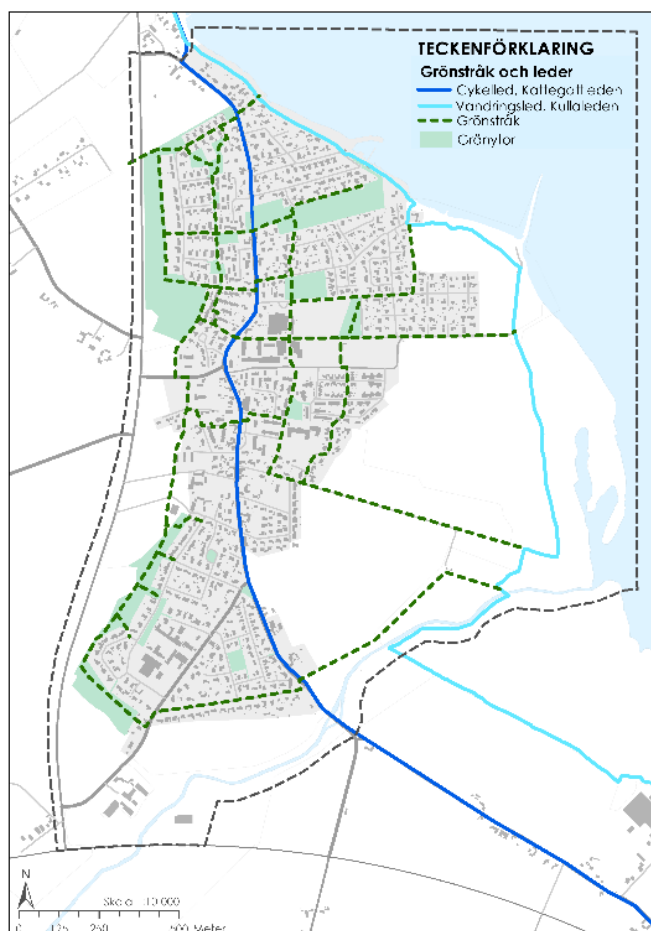 TECKENFÖRKLARING
Grönstråk och leder
Cykelled, Kattegattleden
Vandringsled, Kullaleden
Grönstråk
Grönytor
N
Skala 1:10 000
0 125 250 500 Meter